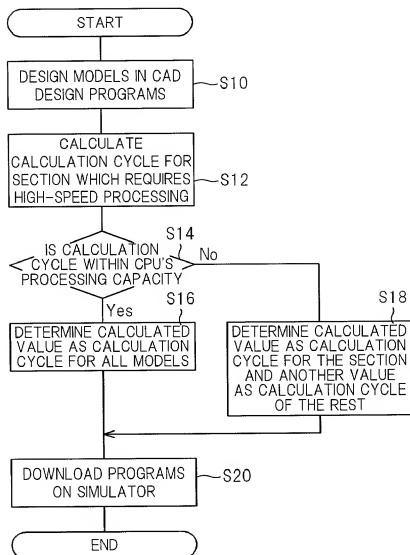 START
DESIGN MODELS IN CAD
DESIGN PROGRAMS
S10
CALCULATE
CALCULATION CYCLE FOR
SECTION WHICH REQUIRES
HIGH-SPEED PROCESSING
S12
S14
IS CALCULATION
CYCLE WITHIN CPU'S
PROCESSING CAPACITY
No
Yes
S16
DETERMINE CALCULATED
VALUE AS CALCULATION
CYCLE FOR ALL MODELS
S18
DETERMINE CALCULATED
VALUE AS CALCULATION
CYCLE FOR THE SECTION
AND ANOTHER VALUE
AS CALCULATION CYCLE
OF THE REST
DOWNLOAD PROGRAMS
ON SIMULATOR
S20
END